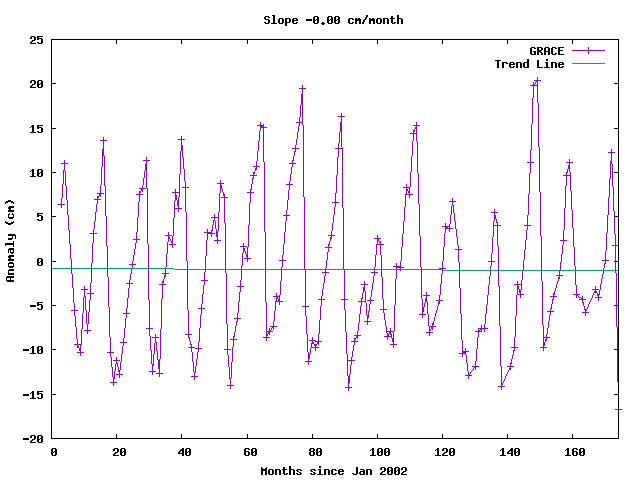 Slope -0.00 cm/month
GRACE
Trend Line
25
20
15
10
5
0
-5
-10
-15
-20
Anomaly (cm)
0 20 40 60 80 100 120 140 160
Months since Jan 2002